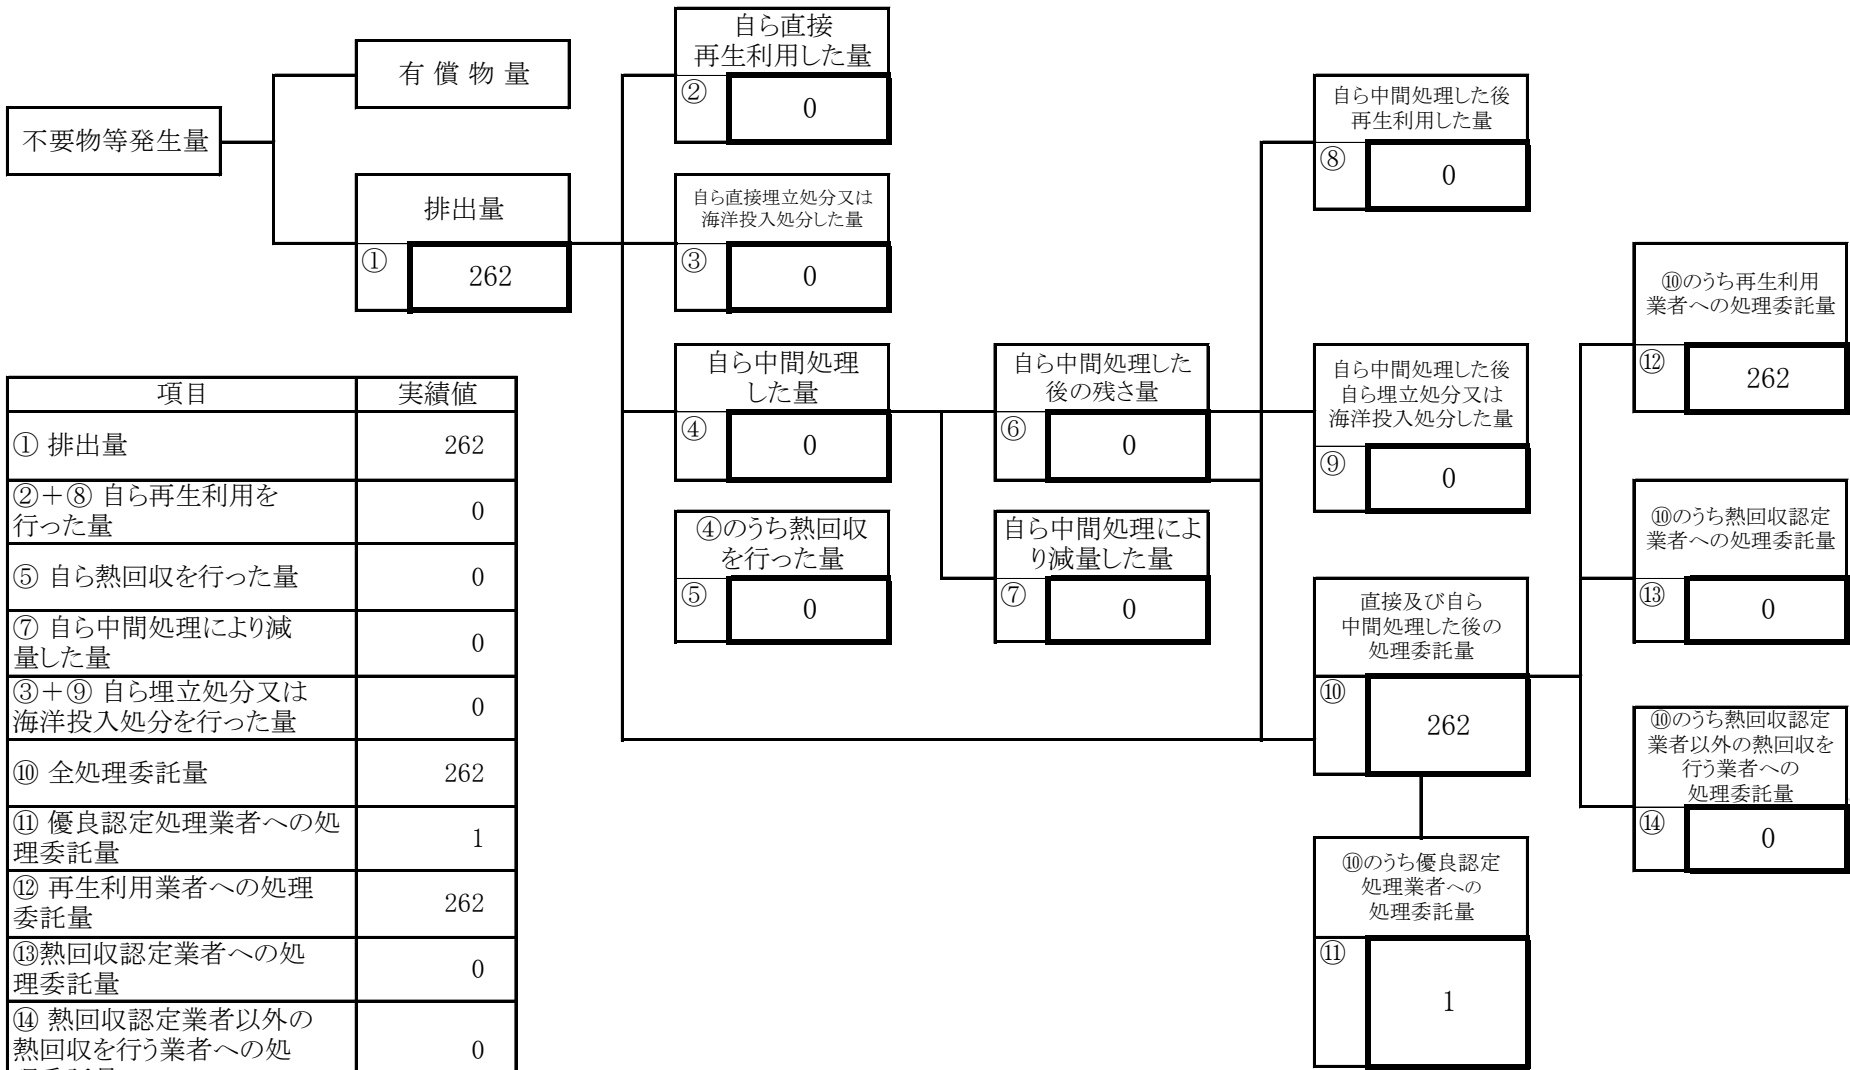 不要物等発生量
有 償 物 量
排出量
①
262
自ら直接
再生利用した量
②
0
自ら直接埋立処分又は
海洋投入処分した量
③
0
自ら中間処理
した量
④
0
④のうち熱回収
を行った量
⑤
0
自ら中間処理した
後の残さ量
⑥
0
自ら中間処理によ
り減量した量
⑦
0
自ら中間処理した後
再生利用した量
⑧
0
自ら中間処理した後
自ら埋立処分又は
海洋投入処分した量
⑨
0
直接及び自ら
中間処理した後の
処理委託量
⑩
262
⑩のうち優良認定
処理業者への
処理委託量
⑪
1
⑩のうち再生利用
業者への処理委託量
⑫
262
⑩のうち熱回収認定
業者への処理委託量
⑬
0
⑩のうち熱回収認定
業者以外の熱回収を
行う業者への
処理委託量
⑭
0
項目 実績値
① 排出量 262
②＋⑧ 自ら再生利用を
行った量 0
⑤ 自ら熱回収を行った量 0
⑦ 自ら中間処理により減
量した量 0
③＋⑨ 自ら埋立処分又は
海洋投入処分を行った量 0
⑩ 全処理委託量 262
⑪ 優良認定処理業者への処
理委託量 1
⑫ 再生利用業者への処理
委託量 262
⑬熱回収認定業者への処
理委託量 0
⑭ 熱回収認定業者以外の
熱回収を行う業者への処 0